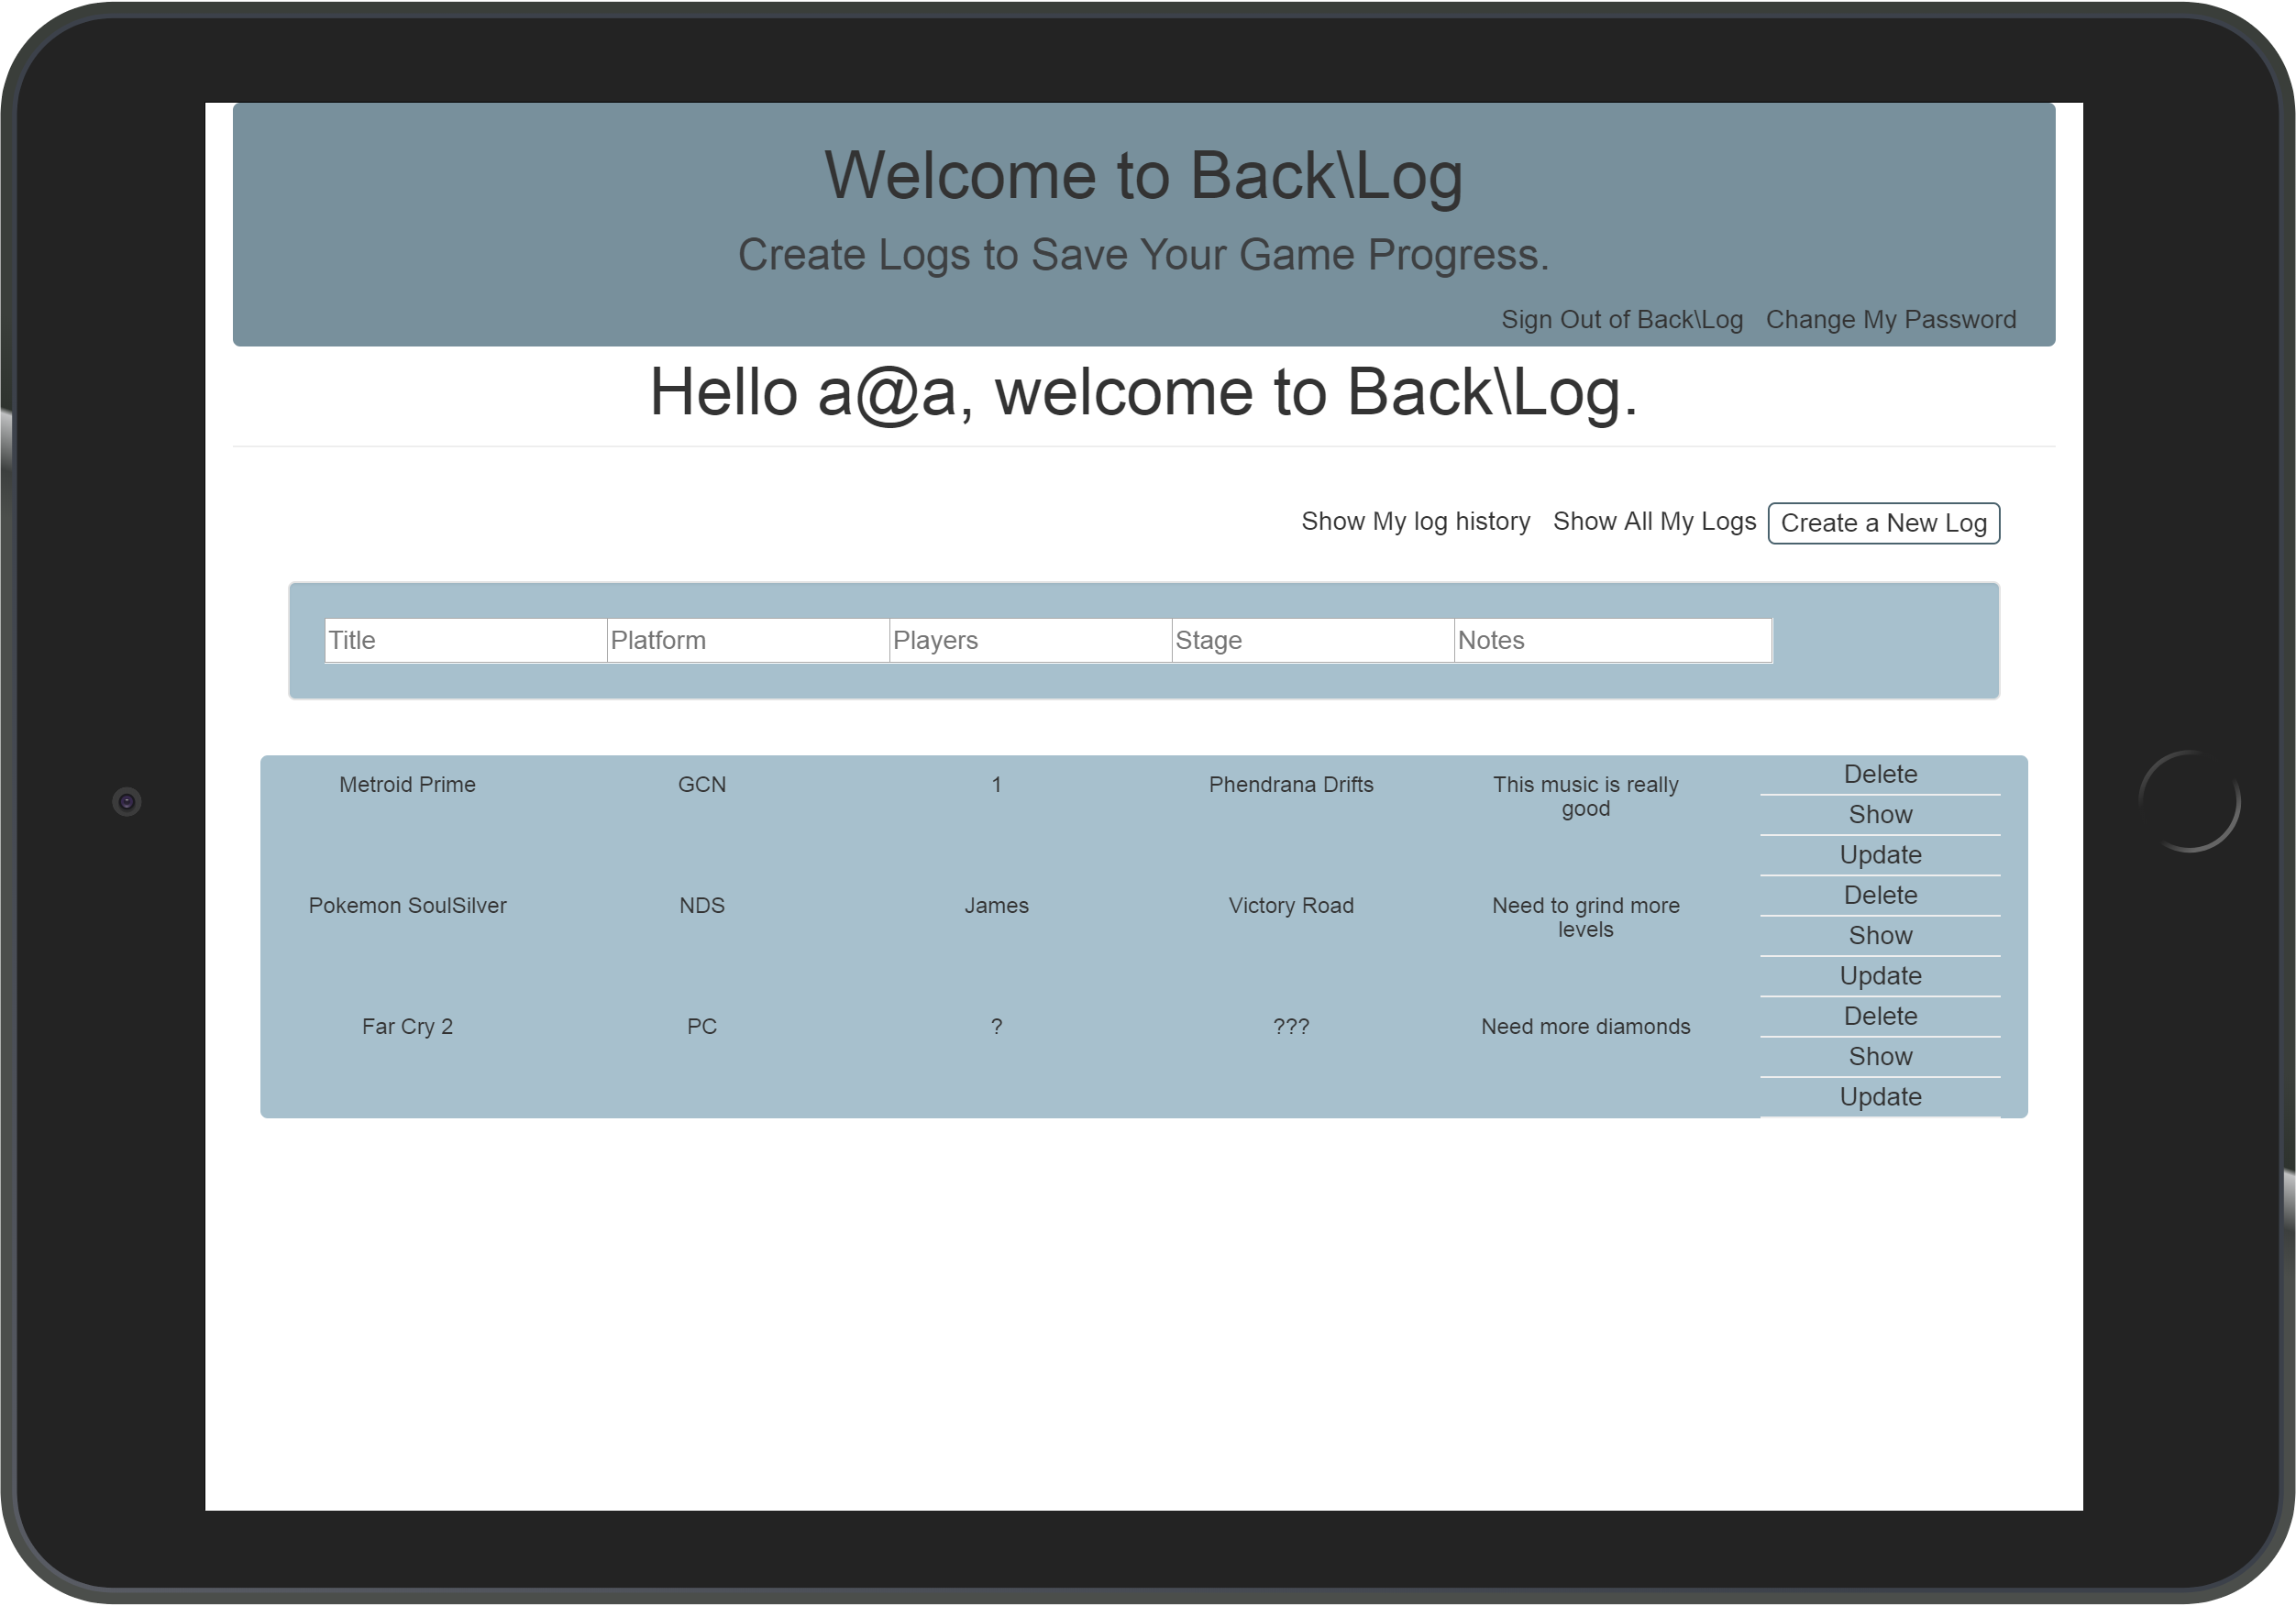 Welcome to Back\Log
Create Logs to Save Your Game Progress.
Sign Out of Back\Log Change My Password
Hello a@a, welcome to Back\Log.
Show My log history Show All My Logs Create a New Log
Title Platform Players Stage Notes
Metroid Prime GCN 1 Phendrana Drifts This music is really good
Delete
Show
Update
Pokemon SoulSilver NDS James Victory Road Need to grind more levels
Delete
Show
Update
Far Cry 2 PC ? ??? Need more diamonds
Delete
Show
Update